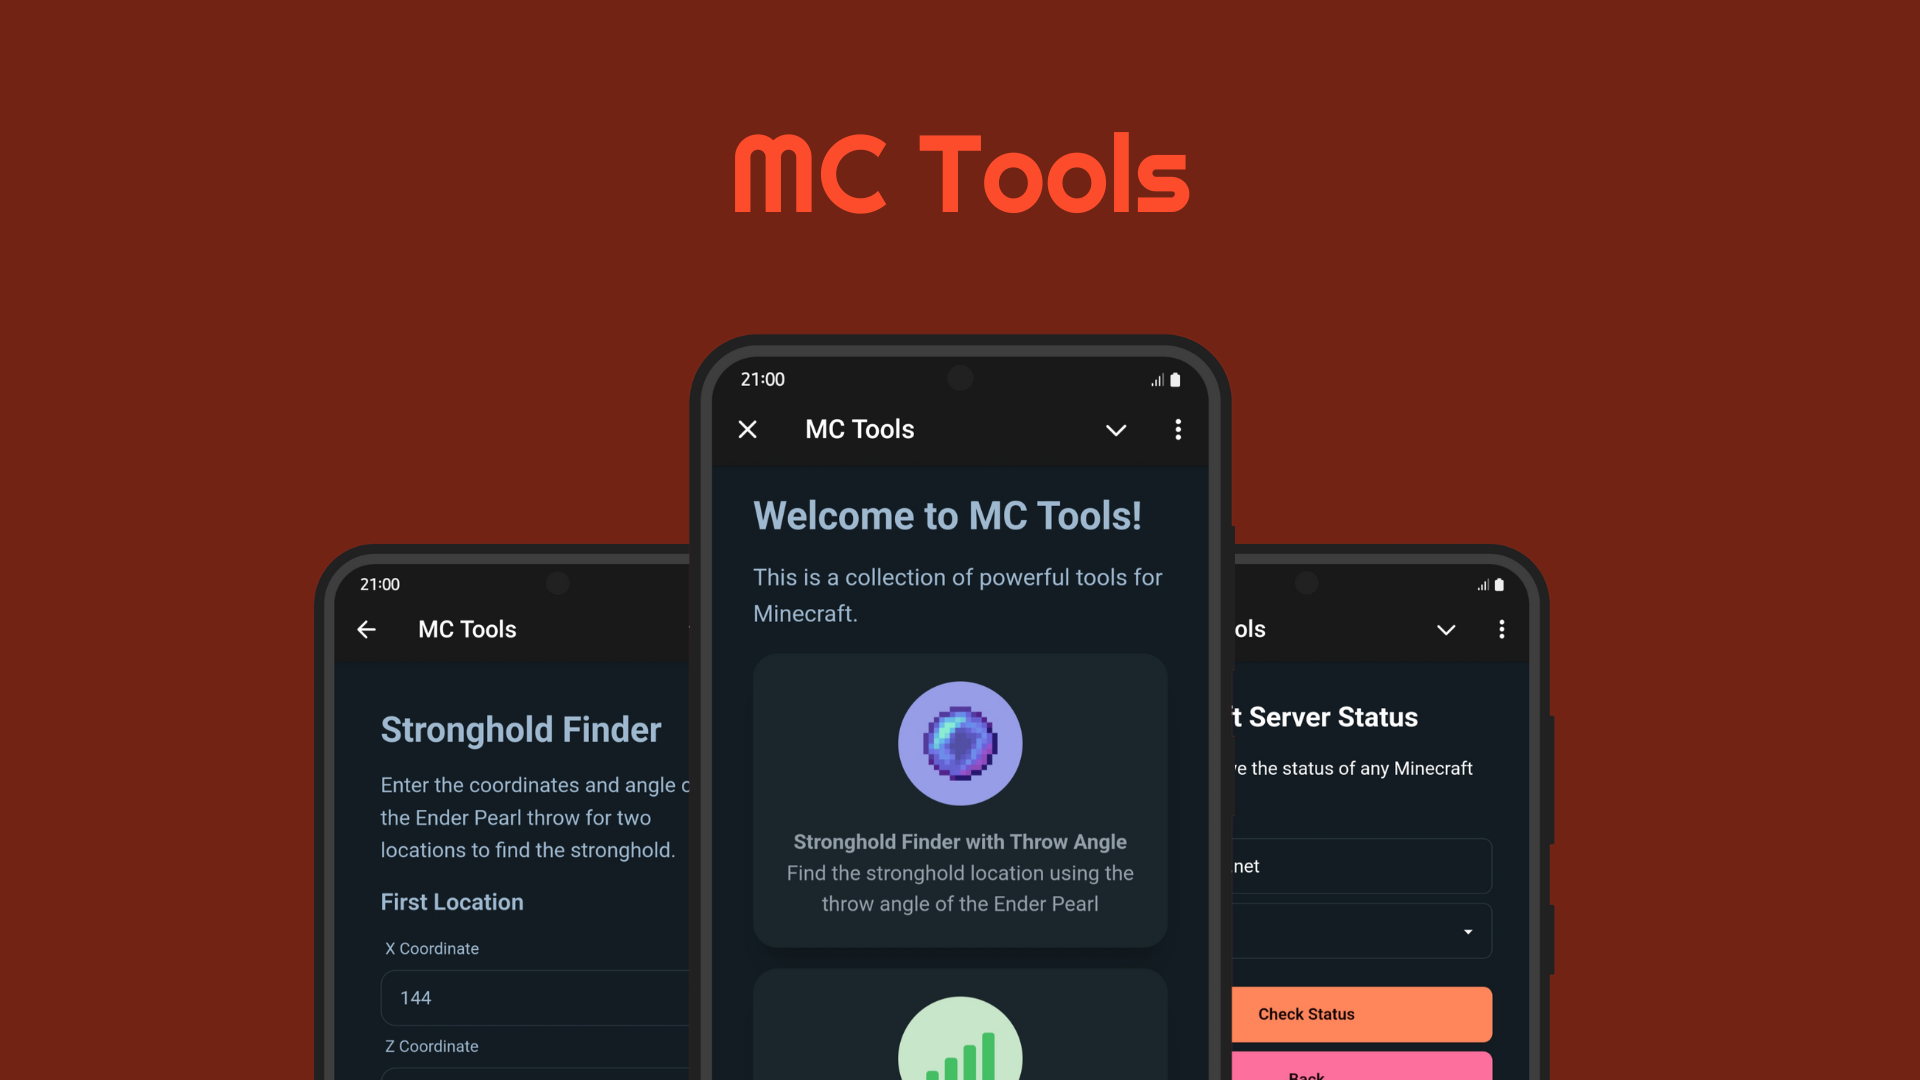 MC Tools
21:00
MC Tools
Stronghold Finder
Enter the coordinates and angle
the Ender Pearl throw for two
locations to find the stronghold.
First Location
X Coordinate
144
Z Coordinate
21:00
MC Tools
Welcome to MC Tools!
This is a collection of powerful tools for
Minecraft.
Stronghold Finder with Throw Angle
Find the stronghold location using the
throw angle of the Ender Pearl
ols
t Server Status
the status of any Minecraft
.net
Check Status
Back